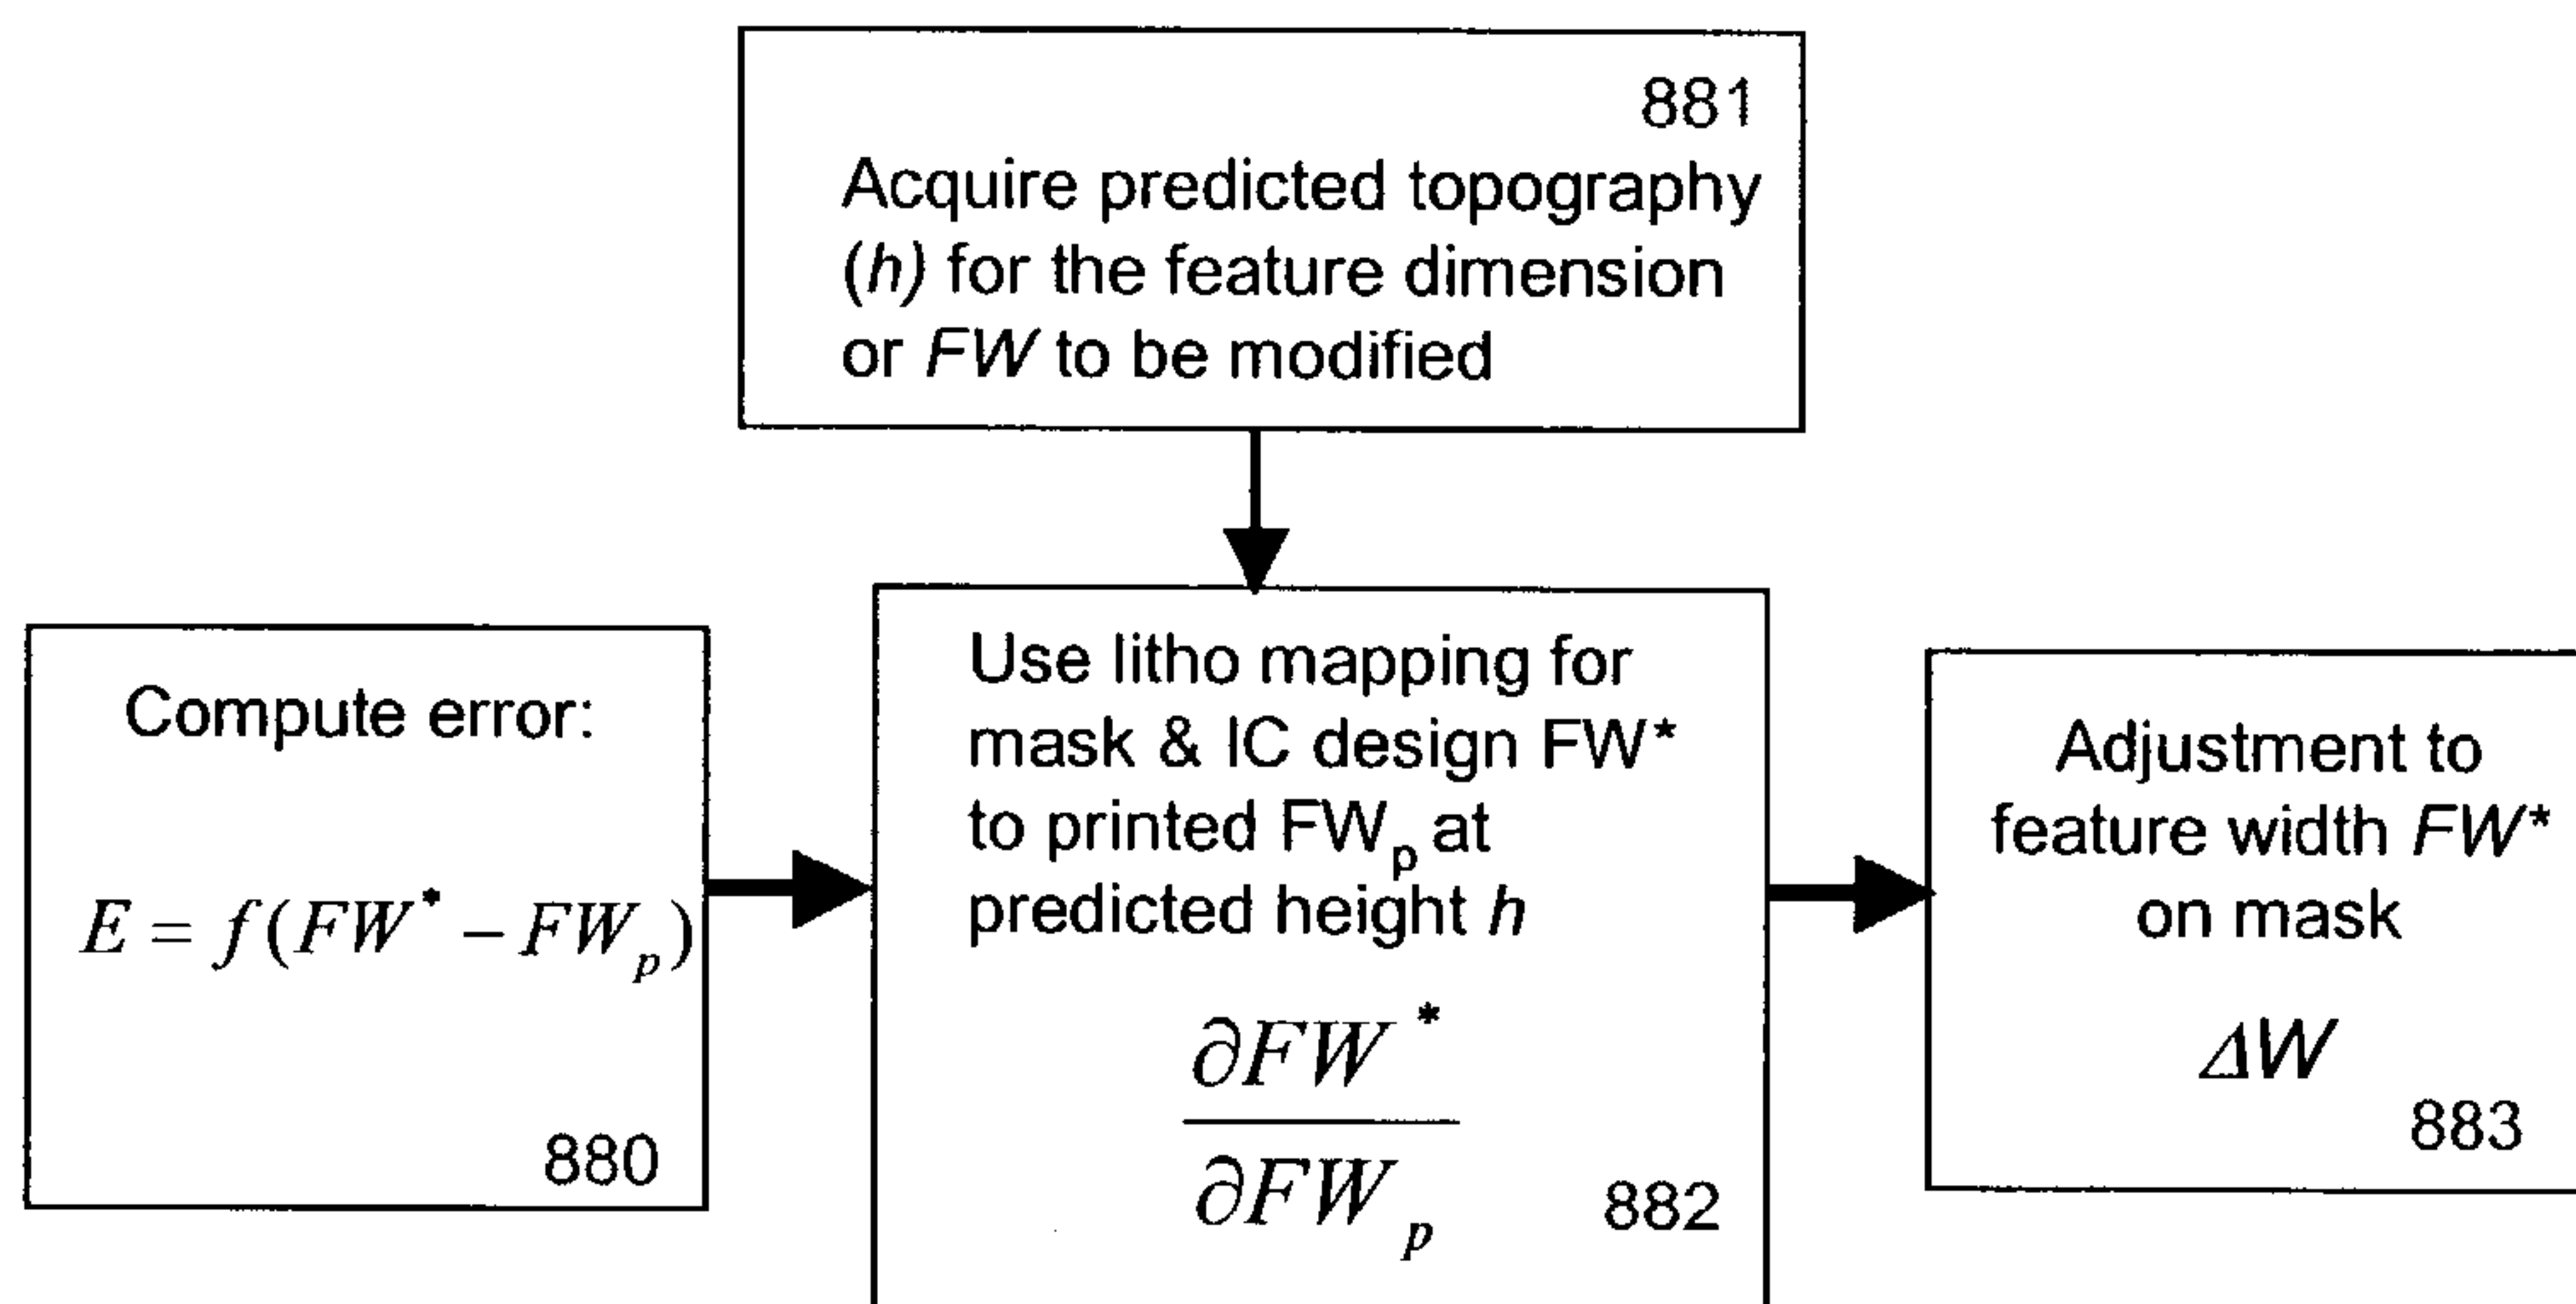 881
Acquire predicted topography
(h) for the feature dimension
or FW to be modified
Compute error:
E = f(FW* − FWₚ)
880
Use litho mapping for
mask & IC design FW*
to printed FWₚ at
predicted height h
∂FW*
∂FWₚ
882
Adjustment to
feature width FW*
on mask
ΔW
883